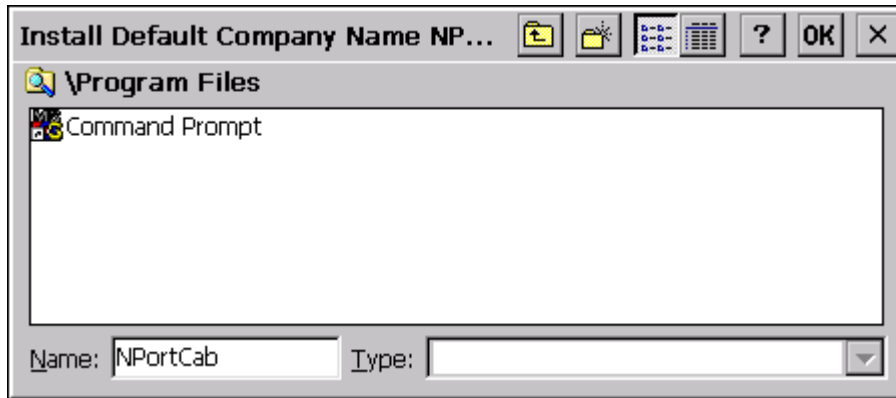 Install Default Company Name NP... ? OK ×
\Program Files
Command Prompt
Name: NPortCab Type: